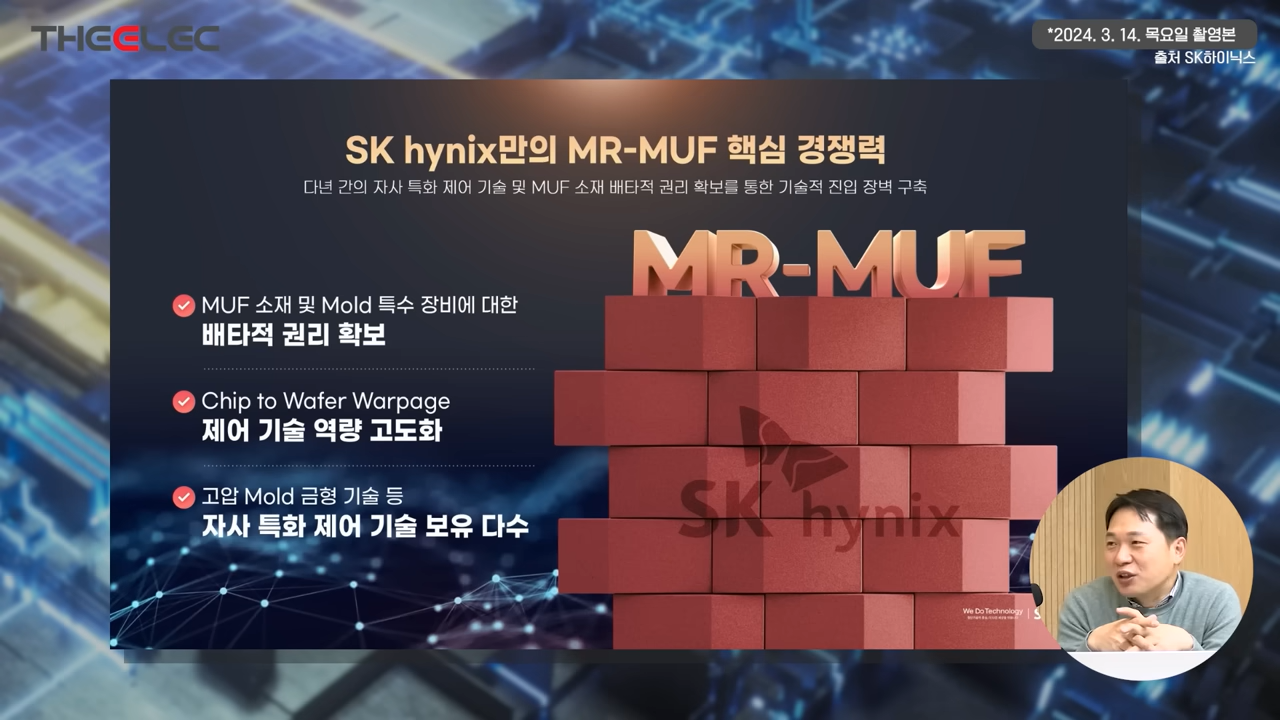 THEELEC
*2024. 3. 14. 목요일 촬영본
출처 SK하이닉스
SK hynix만의 MR-MUF 핵심 경쟁력
다년 간의 자사 특화 제어 기술 및 MUF 소재 배타적 권리 확보를 통한 기술적 진입 장벽 구축
MR-MUF
MUF 소재 및 Mold 특수 장비에 대한
배타적 권리 확보
Chip to Wafer Warpage
제어 기술 역량 고도화
고압 Mold 금형 기술 등
자사 특화 제어 기술 보유 다수
SK hynix
We Do Technology